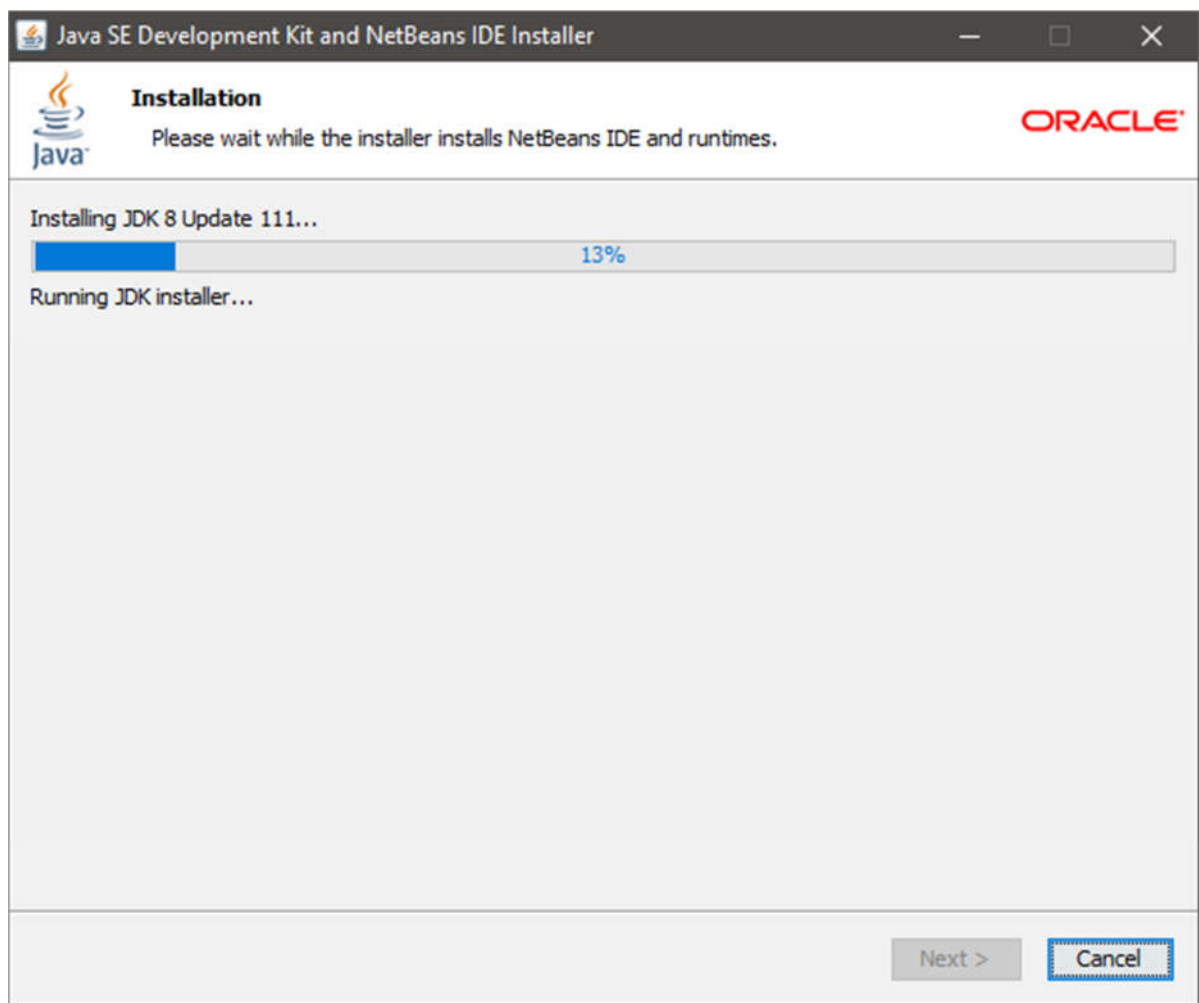 Java SE Development Kit and NetBeans IDE Installer
Java
Installation
Please wait while the installer installs NetBeans IDE and runtimes.
ORACLE
Installing JDK 8 Update 111...
13%
Running JDK installer...
Next >
Cancel